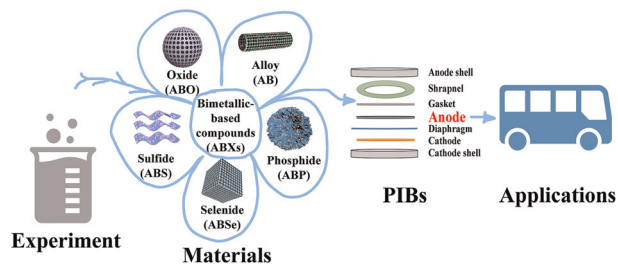 Oxide
(ABO)
Alloy
(AB)
Bimetallic-
based
compounds
(ABXs)
Sulfide
(ABS)
Phosphide
(ABP)
Selenide
(ABSe)
Anode shell
Shrapnel
Gasket
Anode
Diaphragm
Cathode
Cathode shell
Experiment
Materials
PIBs
Applications